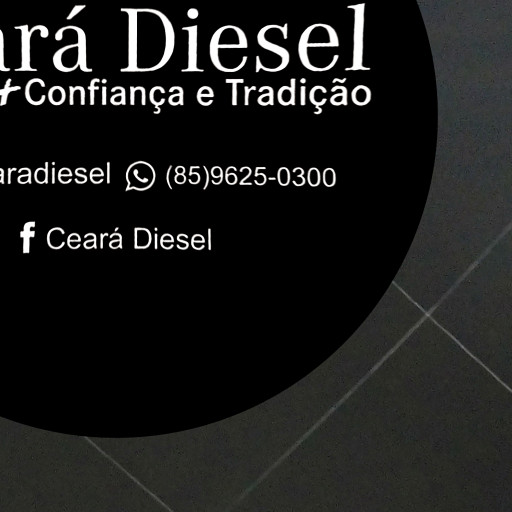 ará Diesel
+Confiança e Tradição
aradiesel (85)9625-0300
Ceará Diesel